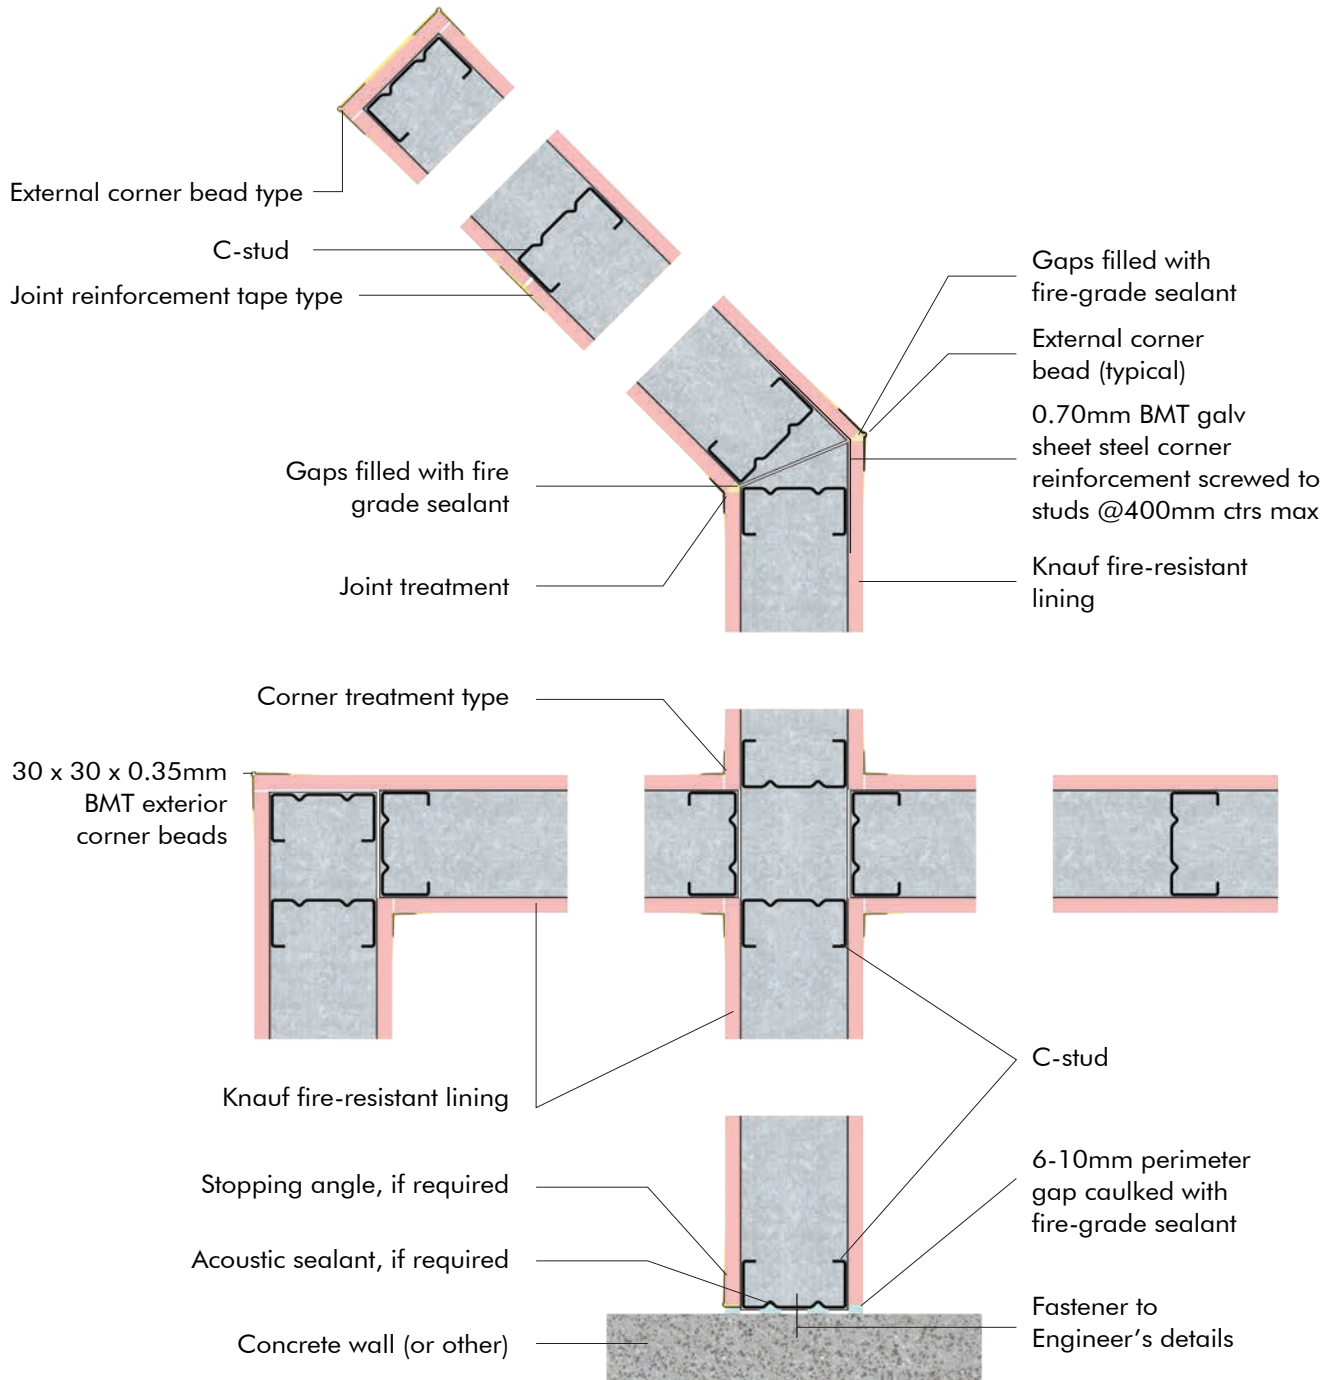 External corner bead type
C-stud
Joint reinforcement tape type
Gaps filled with
fire-grade sealant
External corner
bead (typical)
0.70mm BMT galv
sheet steel corner
reinforcement screwed to
studs @400mm ctrs max
Gaps filled with fire
grade sealant
Joint treatment
Knauf fire-resistant
lining
Corner treatment type
30 x 30 x 0.35mm
BMT exterior
corner beads
C-stud
Knauf fire-resistant lining
Stopping angle, if required
6-10mm perimeter
gap caulked with
fire-grade sealant
Acoustic sealant, if required
Fastener to
Engineer’s details
Concrete wall (or other)